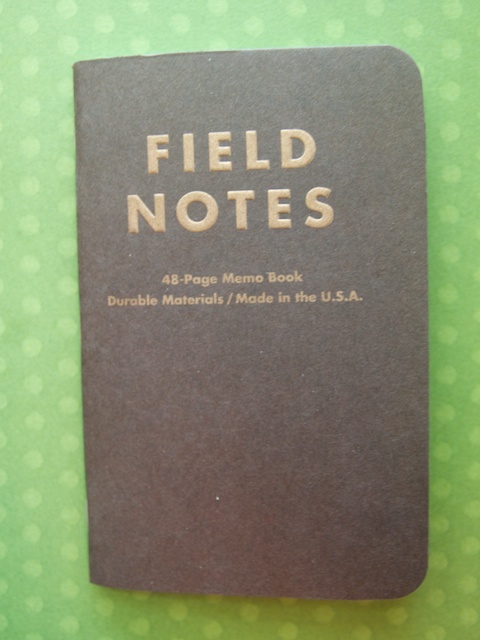 FIELD
NOTES
48-Page Memo Book
Durable Materials / Made in the U.S.A.